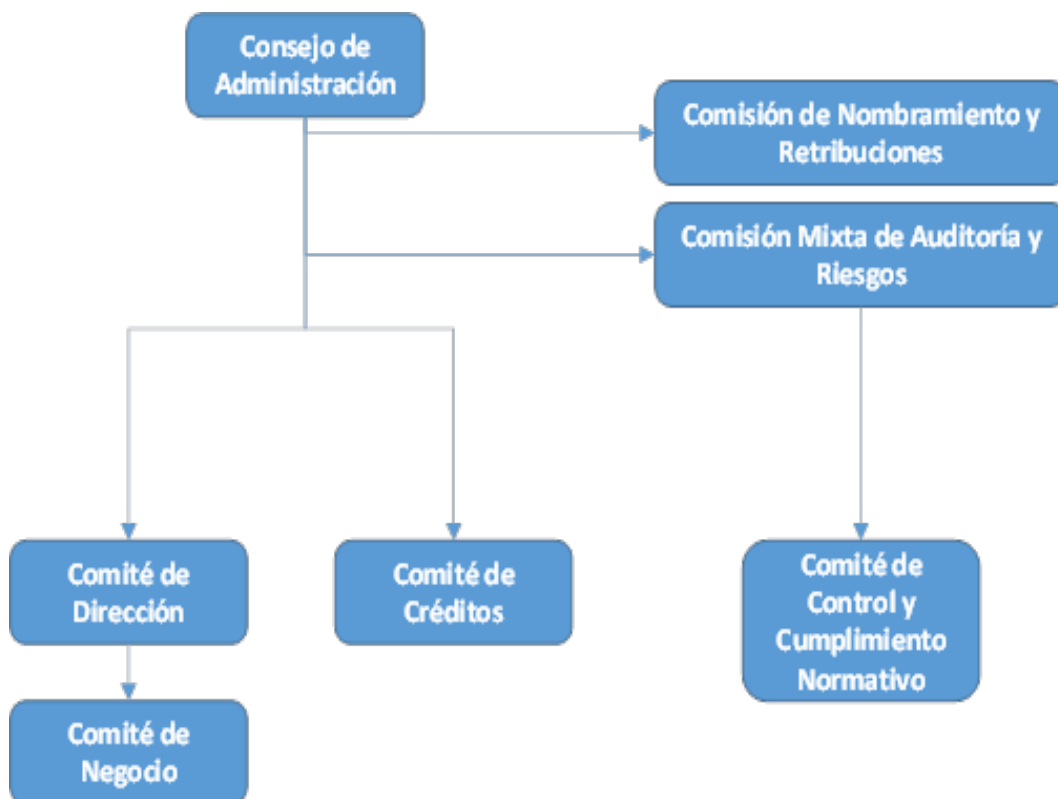 Consejo de
Administración
Comisión de Nombramiento y
Retribuciones
Comisión Mixta de Auditoría y
Riesgos
Comité de
Dirección
Comité de
Créditos
Comité de
Control y
Cumplimiento
Normativo
Comité de
Negocio